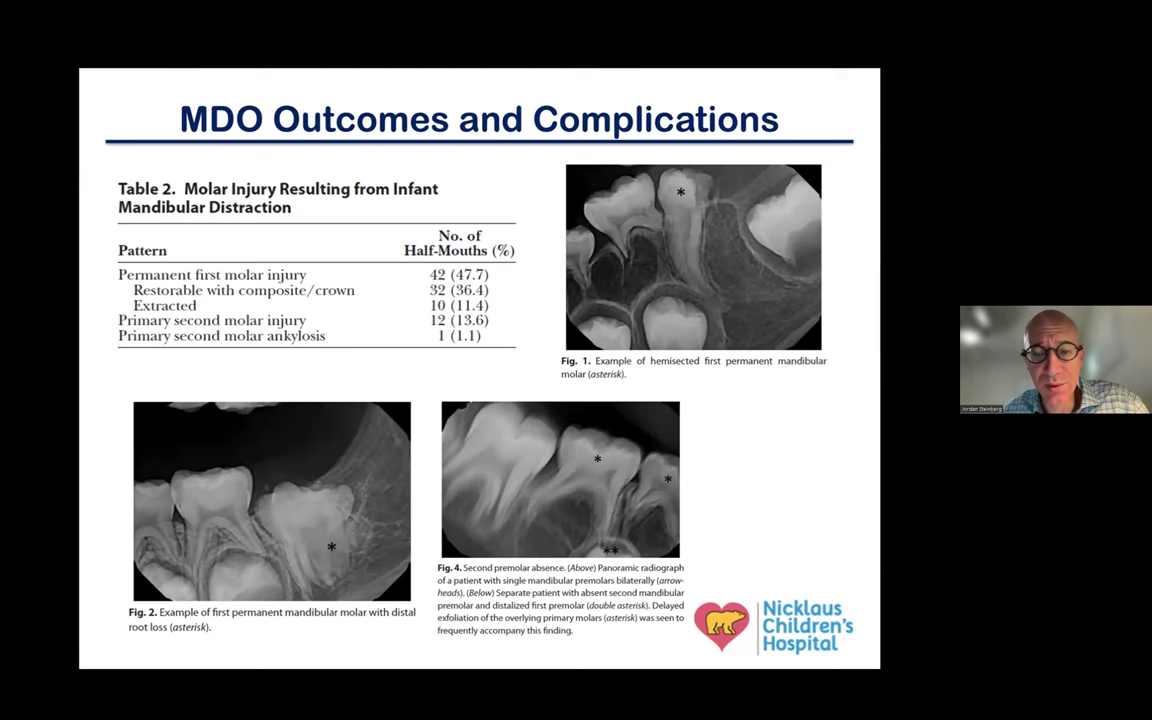 MDO Outcomes and Complications
Table 2. Molar Injury Resulting from Infant
Mandibular Distraction
No. of
Pattern Half-Mouths (%)
Permanent first molar injury 42 (47.7)
Restorable with composite/crown 32 (36.4)
Extracted 10 (11.4)
Primary second molar injury 12 (13.6)
Primary second molar ankylosis 1 (1.1)
*
Fig. 1. Example of hemisected first permanent mandibular
molar (asterisk).
*
Fig. 2. Example of first permanent mandibular molar with distal
root loss (asterisk).
*
*
**
Fig. 4. Second premolar absence. (Above) Panoramic radiograph
of a patient with single mandibular premolars bilaterally (arrow-
heads). (Below) Separate patient with absent second mandibular
premolar and distalized first premolar (double asterisk). Delayed
exfoliation of the overlying primary molars (asterisk) was seen to
frequently accompany this finding.
Nicklaus
Children's
Hospital
Jordan Steinberg